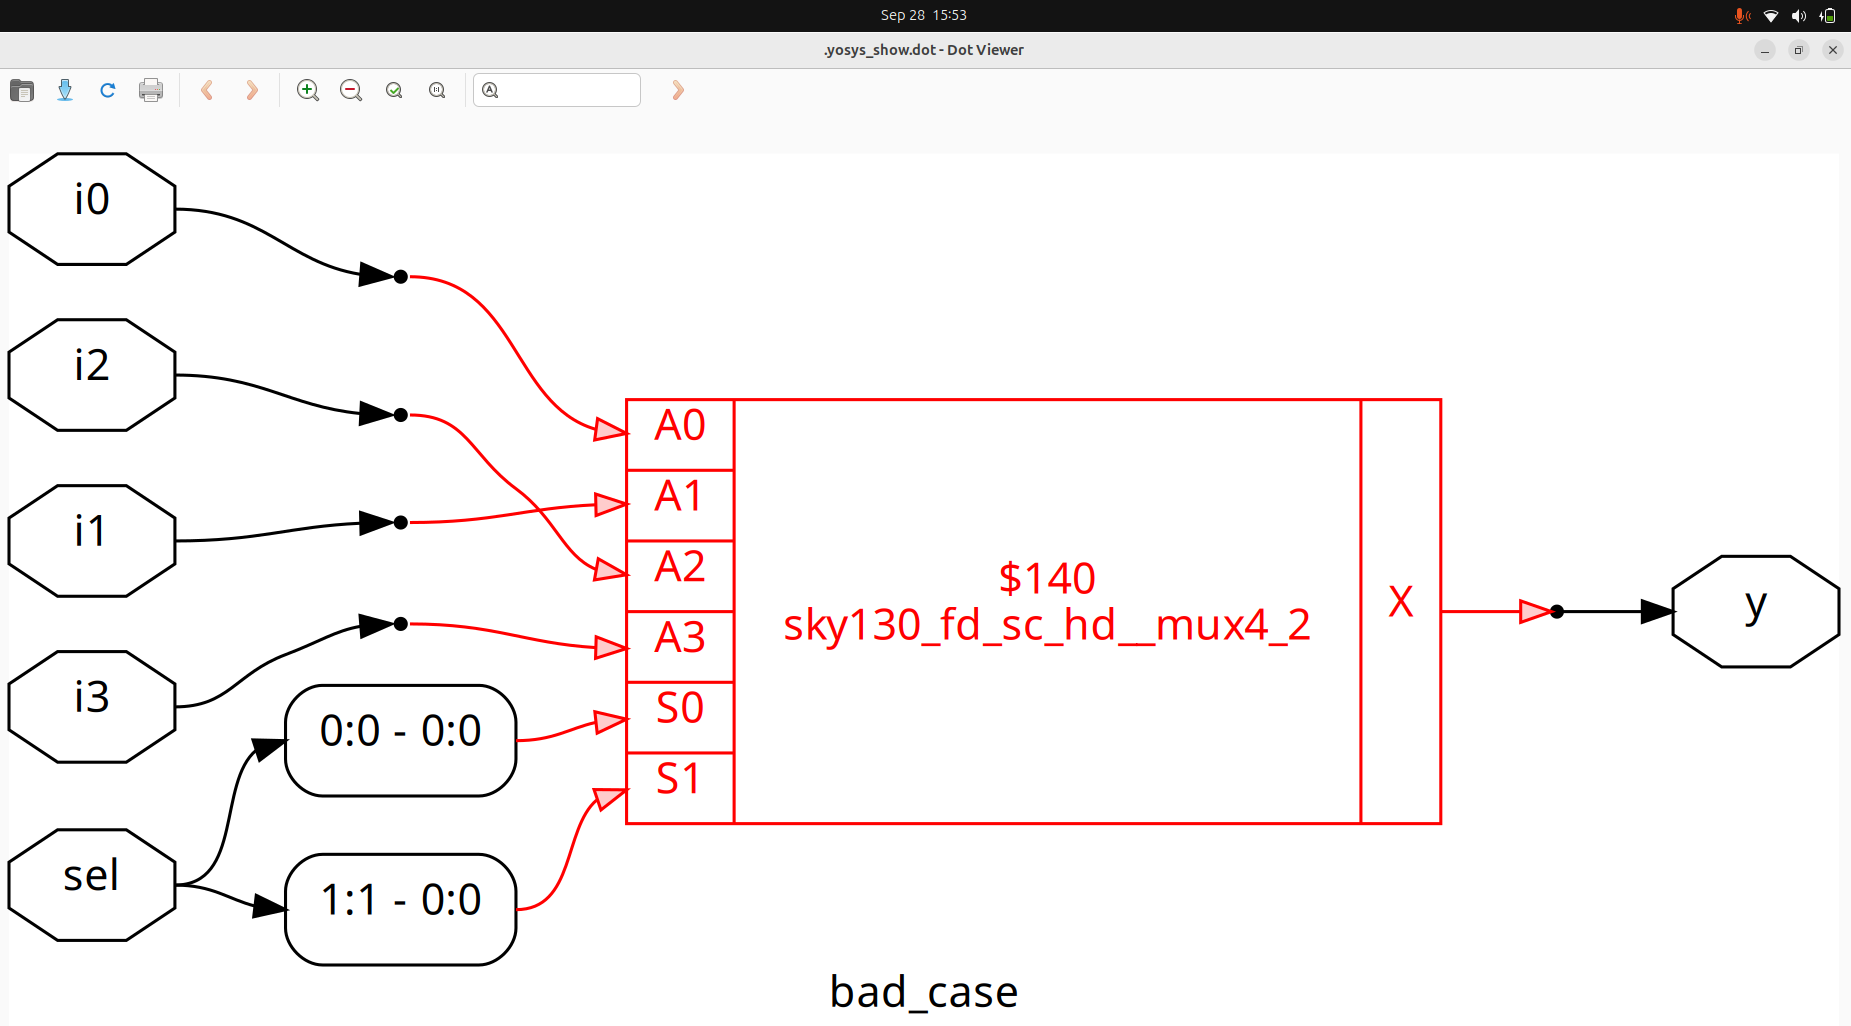 Sep 28 15:53
.yosys_show.dot - Dot Viewer
i0
i2
i1
i3
sel
0:0 - 0:0
1:1 - 0:0
A0
A1
A2
A3
S0
S1
$140
sky130_fd_sc_hd__mux4_2
X
y
bad_case